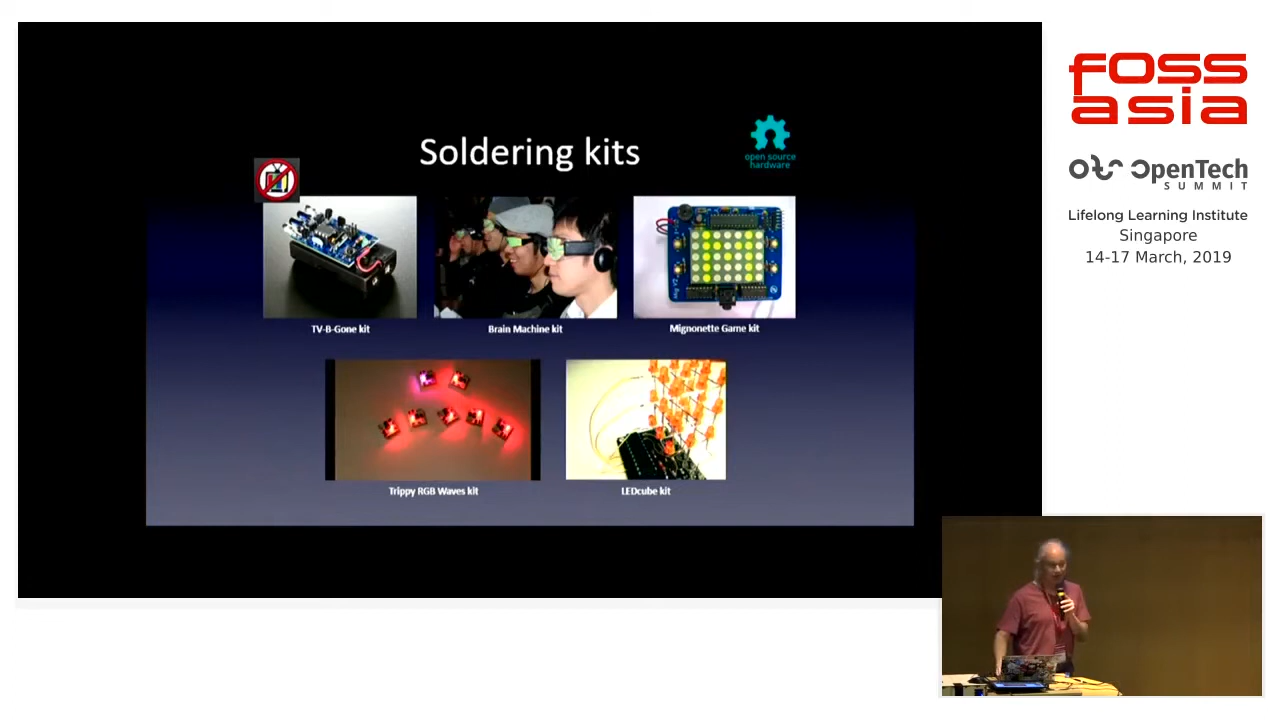 Soldering kits
open source
hardware
TV-B-Gone kit
Brain Machine kit
Mignonette Game kit
Trippy RGB Waves kit
LEDcube kit
FOSS
asia
OpenTech
SUMMIT
Lifelong Learning Institute
Singapore
14-17 March, 2019